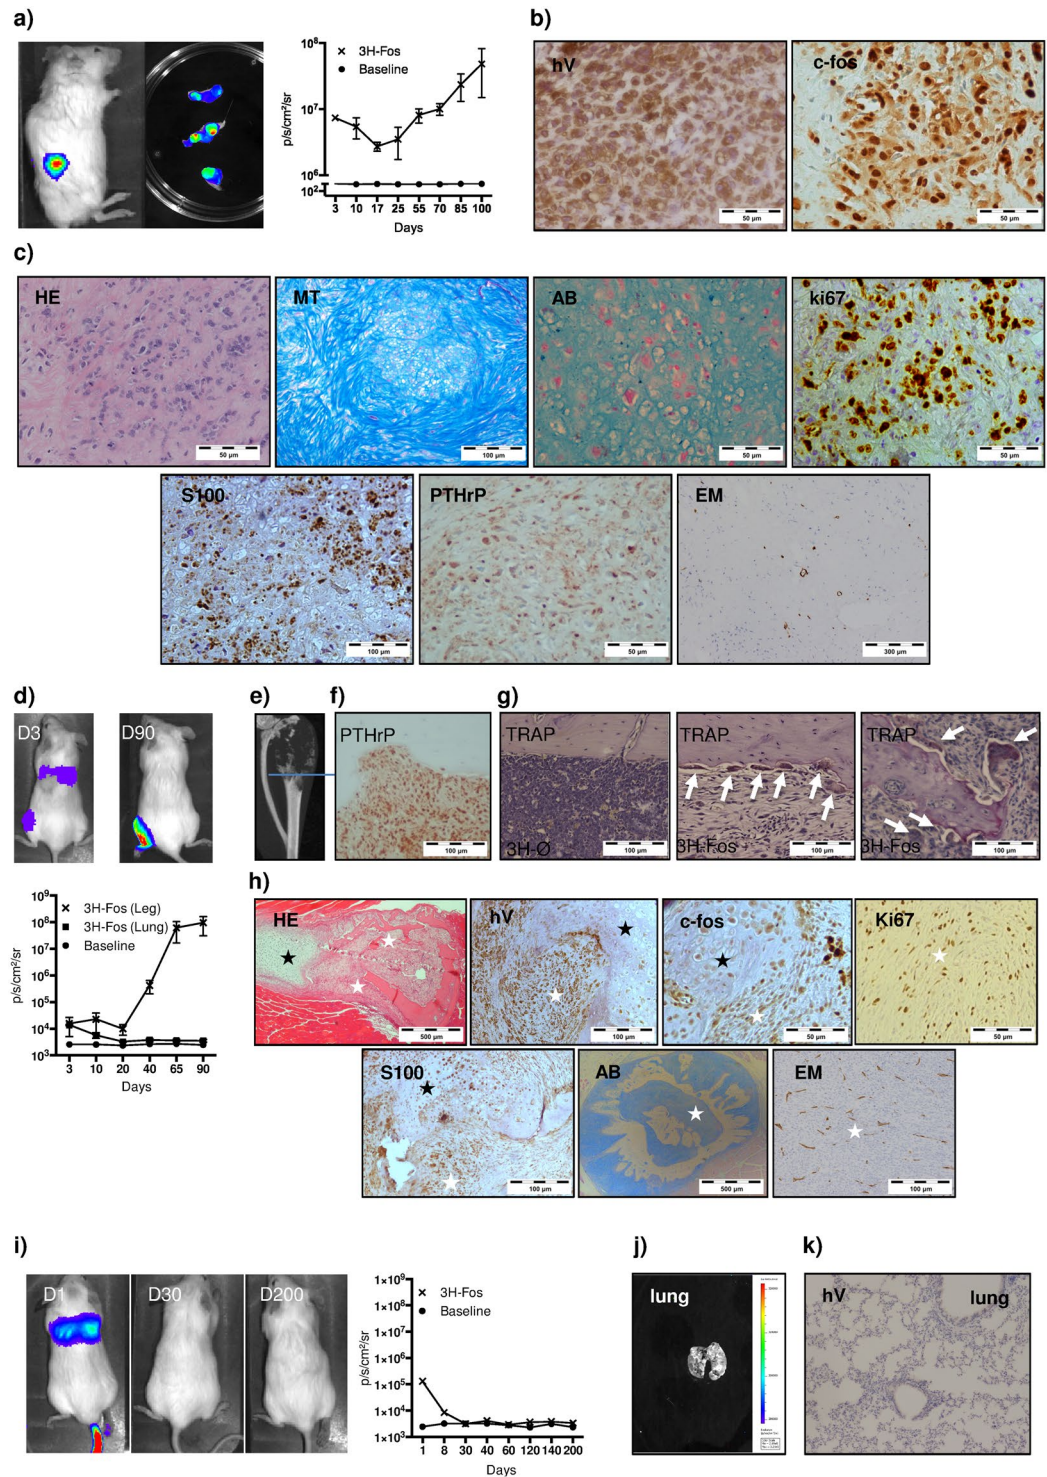 a)
10⁸
10⁷
10⁶
10²
p/s/cm²/sr
3H-Fos
Baseline
3 10 17 25 55 70 85 100
Days
b)
hV
50 µm
c-fos
50 µm
c)
HE
50 µm
MT
100 µm
AB
50 µm
ki67
50 µm
S100
100 µm
PTHrP
50 µm
EM
300 µm
d)
D3
D90
10⁹
10⁸
10⁷
10⁶
10⁵
10⁴
10³
p/s/cm²/sr
3H-Fos (Leg)
3H-Fos (Lung)
Baseline
3 10 20 40 65 90
Days
e)
f)
PTHrP
100 µm
g)
TRAP
3H-Ø
100 µm
TRAP
3H-Fos
100 µm
TRAP
3H-Fos
100 µm
h)
HE
500 µm
hV
100 µm
c-fos
50 µm
Ki67
50 µm
S100
100 µm
AB
500 µm
EM
100 µm
i)
D1
D30
D200
1×10⁹
1×10⁸
1×10⁷
1×10⁶
1×10⁵
1×10⁴
1×10³
p/s/cm²/sr
3H-Fos
Baseline
1 8 30 40 60 120 140 200
Days
j)
lung
k)
hV
lung
100 µm